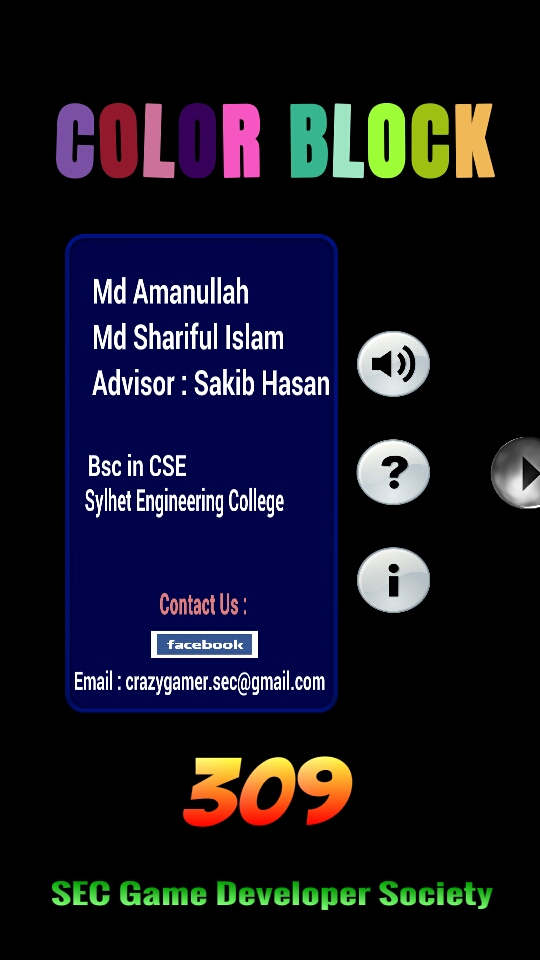 COLOR BLOCK
Md Amanullah
Md Shariful Islam
Advisor : Sakib Hasan
Bsc in CSE
Sylhet Engineering College
?
i
Contact Us :
facebook
Email : crazygamer.sec@gmail.com
309
SEC Game Developer Society